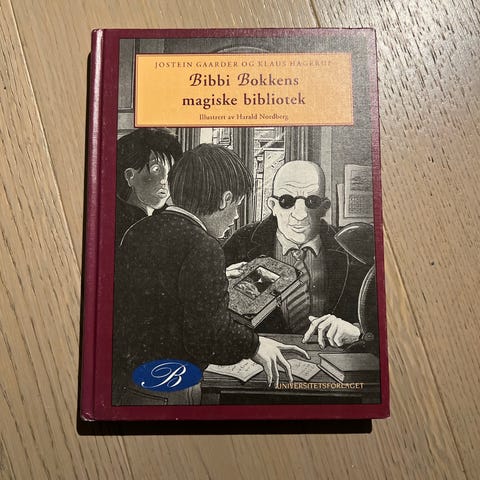 JOSTEIN GAARDER OG KLAUS HAGERUP
Bibbi Bokkens
magiske bibliotek
Illustrert av Harald Nordberg
B
UNIVERSITETSFORLAGET